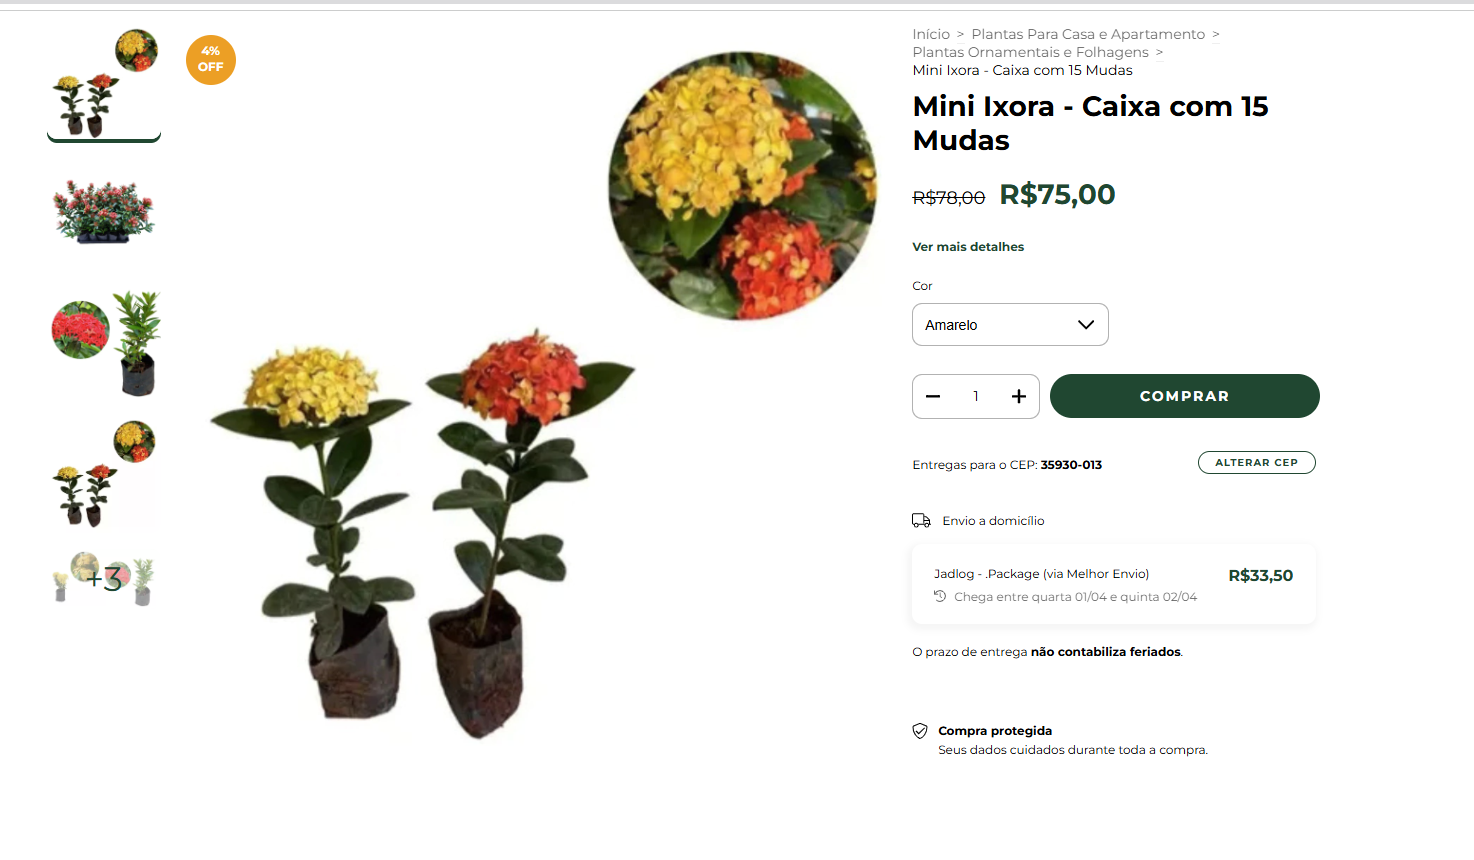 4%
OFF
+3
Início > Plantas Para Casa e Apartamento >
Plantas Ornamentais e Folhagens >
Mini Ixora - Caixa com 15 Mudas
Mini Ixora - Caixa com 15
Mudas
R$78,00 R$75,00
Ver mais detalhes
Cor
Amarelo
1
COMPRAR
Entregas para o CEP: 35930-013
ALTERAR CEP
Envio a domicílio
Jadlog - .Package (via Melhor Envio)
R$33,50
Chega entre quarta 01/04 e quinta 02/04
O prazo de entrega não contabiliza feriados.
Compra protegida
Seus dados cuidados durante toda a compra.